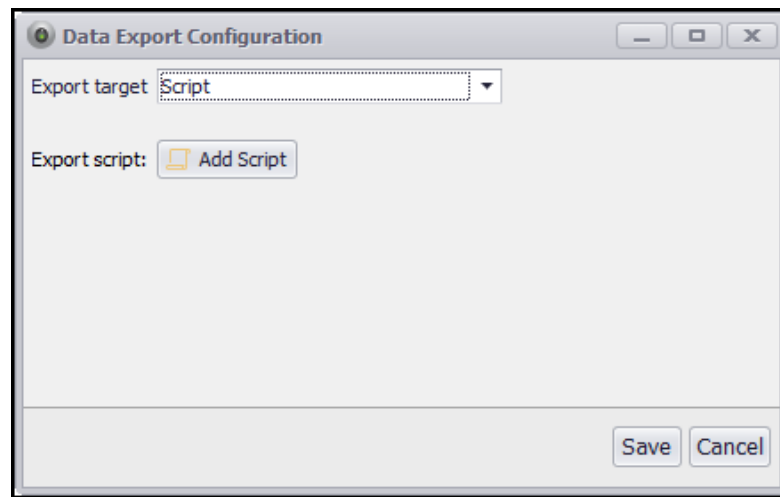 Data Export Configuration
Export target Script
Export script: Add Script
Save Cancel